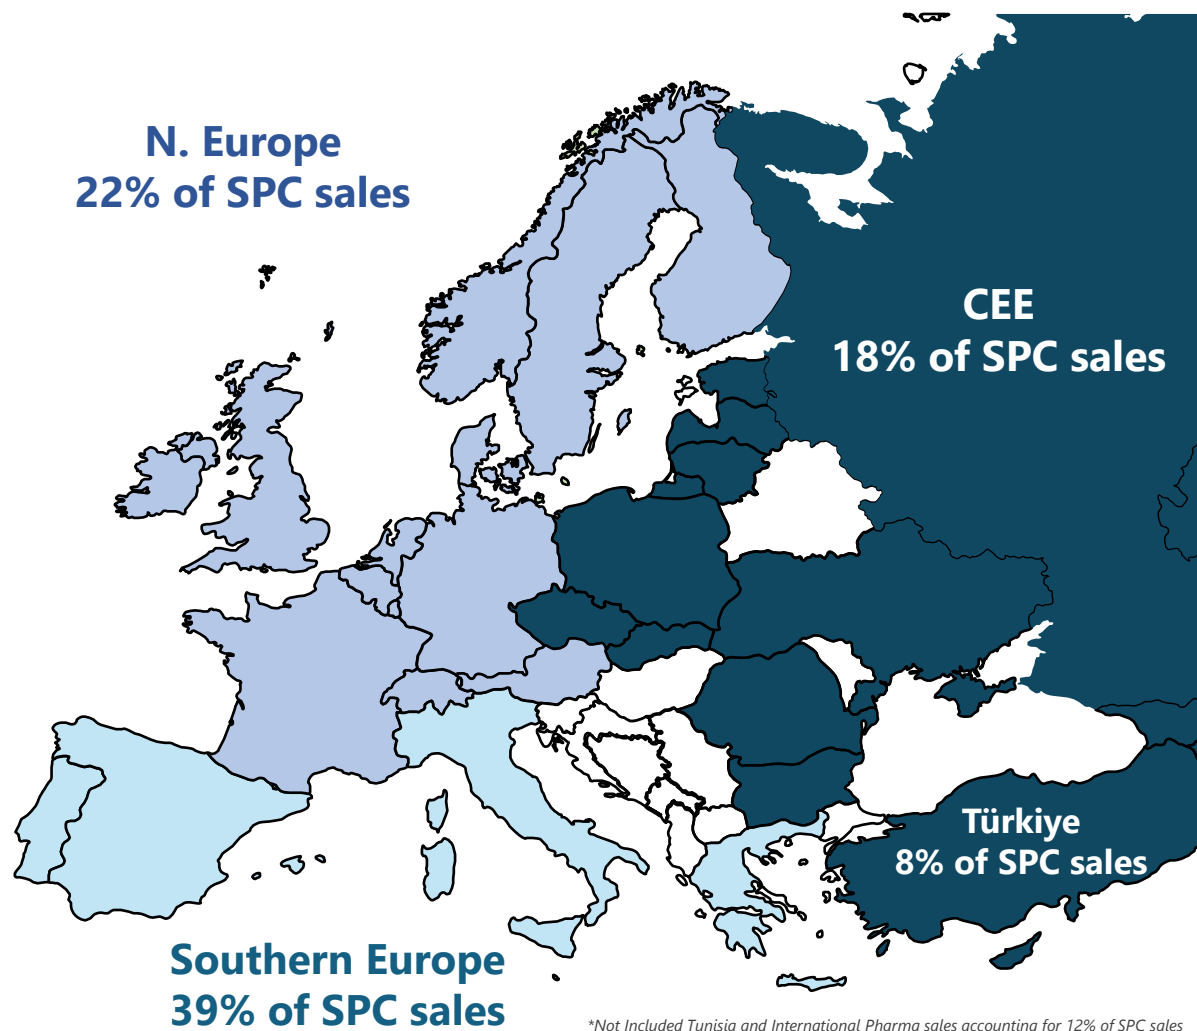 N. Europe
22% of SPC sales
CEE
18% of SPC sales
Türkiye
8% of SPC sales
Southern Europe
39% of SPC sales
*Not Included Tunisia and International Pharma sales accounting for 12% of SPC sales